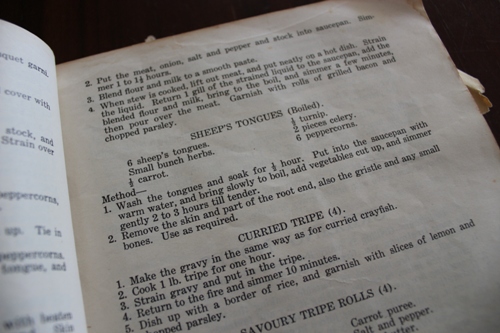 quet garni.
cover with
stock, and
Strain over
peppercorns,
up. Tie in
peppercorns.
tongue, and
with beaten
Skin
2. Put the meat, onion, salt and pepper and stock into saucepan. Sim-
mer 1 to 1½ hours.
3. Blend flour and milk to a smooth paste.
4. When stew is cooked, lift out meat, and put neatly on a hot dish. Strain
the liquid. Return 1 gill of the strained liquid to the saucepan, add the
blended flour and milk, bring to the boil, and simmer a few minutes,
then pour over the meat. Garnish with rolls of grilled bacon and
chopped parsley.
SHEEP'S TONGUES (Boiled).
6 sheep's tongues.
Small bunch herbs.
½ carrot.
½ turnip.
2 pieces celery.
6 peppercorns.
Method—
1. Wash the tongues and soak for ½ hour. Put into the saucepan with
warm water, and bring slowly to boil, add vegetables cut up, and simmer
gently 2 to 3 hours till tender.
2. Remove the skin and part of the root end, also the gristle and any small
bones. Use as required.
CURRIED TRIPE (4).
1. Make the gravy in the same way as for curried crayfish.
2. Cook 1 lb. tripe for one hour.
3. Strain gravy and put in the tripe.
4. Return to the fire and simmer 10 minutes.
5. Dish up with a border of rice, and garnish with slices of lemon and
chopped parsley.
SAVOURY TRIPE ROLLS (4).
Carrot puree.
Salt and pepper.